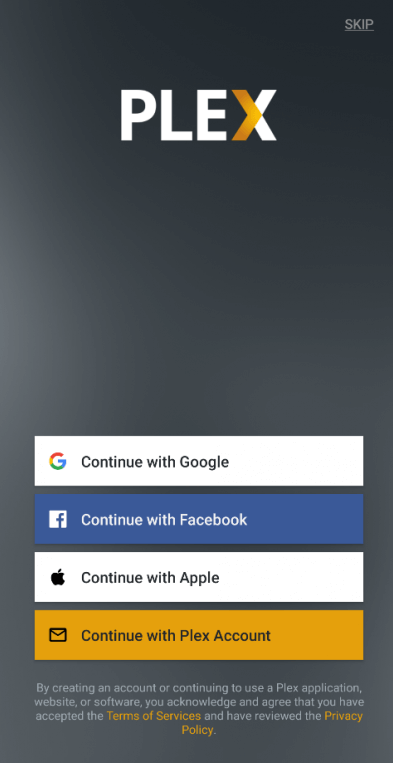 SKIP
PLEX
Continue with Google
Continue with Facebook
Continue with Apple
Continue with Plex Account
By creating an account or continuing to use a Plex application,
website, or software, you acknowledge and agree that you have
accepted the Terms of Services and have reviewed the Privacy
Policy.